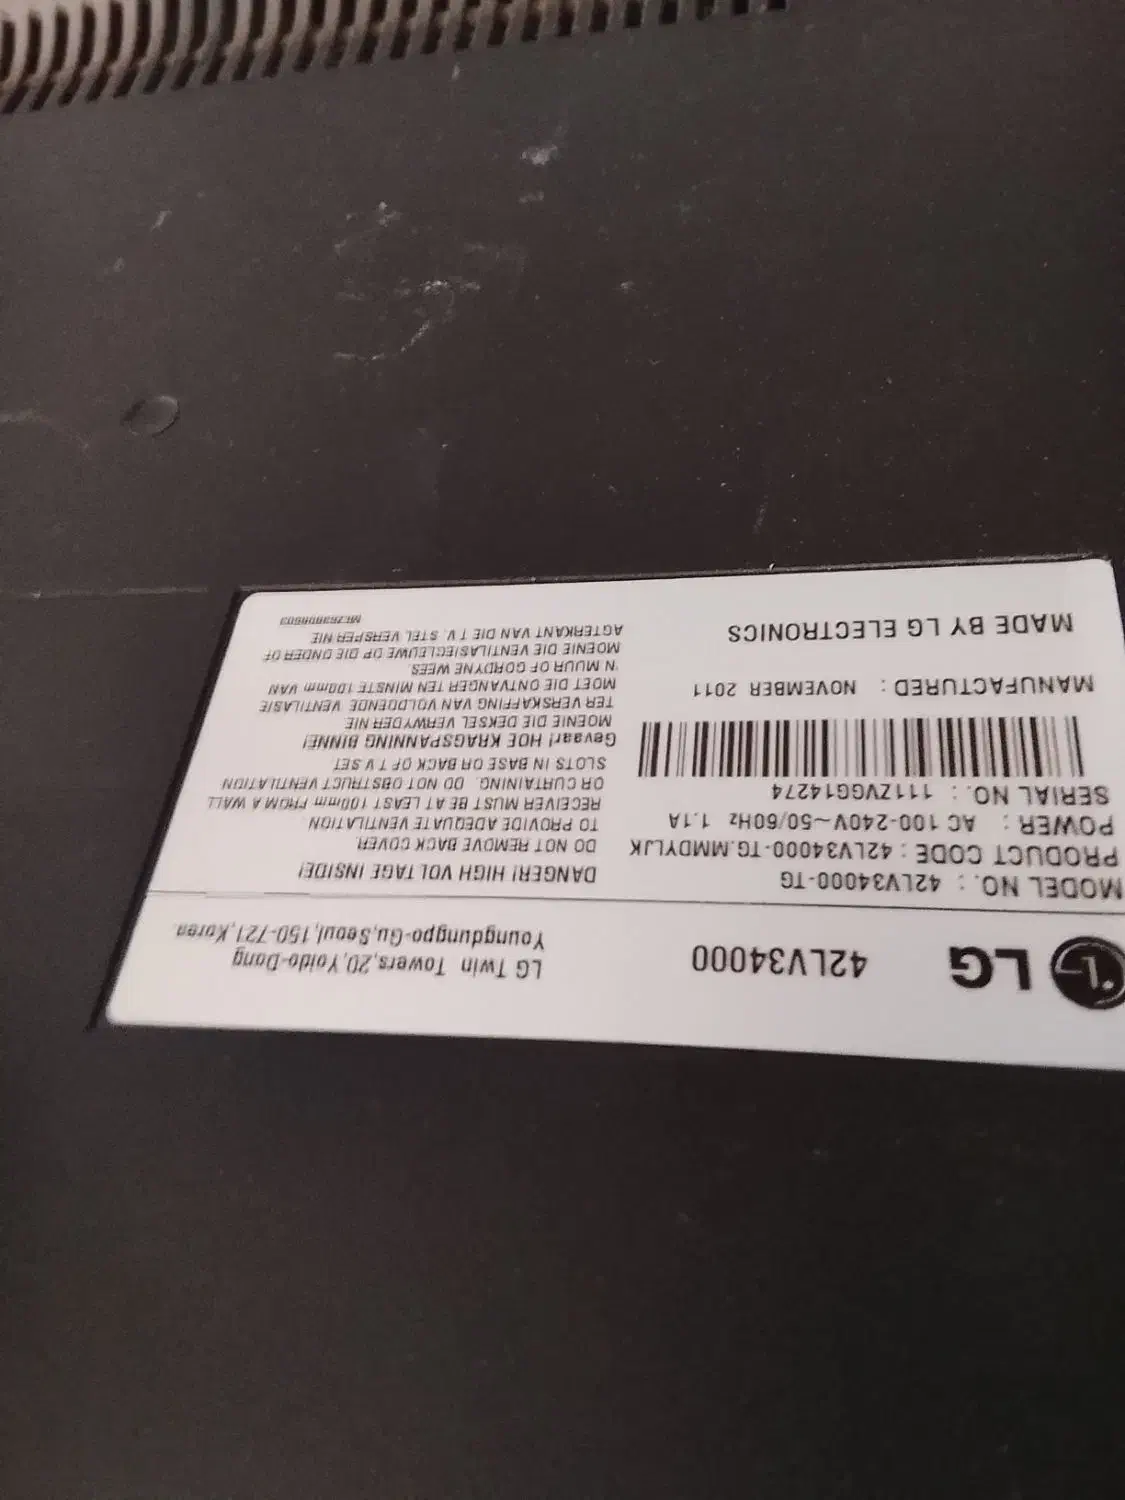 LG 42LV34000
LG Twin Towers,20,Yoido-Dong
Youngdungpo-Gu,Seoul,150-721,Korea
MODEL NO. : 42LV34000-TG
PRODUCT CODE : 42LV34000-TG.MMDYLJK
POWER : AC 100-240V~50/60Hz 1.1A
SERIAL NO. : 111ZVGG14274
MANUFACTURED : NOVEMBER 2011
MADE BY LG ELECTRONICS
DANGER! HIGH VOLTAGE INSIDE!
DO NOT REMOVE BACK COVER.
TO PROVIDE ADEQUATE VENTILATION
RECEIVER MUST BE AT LEAST 100mm FROM A WALL
OR CURTAINING. DO NOT OBSTRUCT VENTILATION
SLOTS IN BASE OR BACK OF T.V SET
Gevaar! HOE KRAGSPANNING BINNE!
MOENIE DIE DEKSEL VERWYDER NIE
TER VERSKAFFING VAN VOLDOENDE VENTILASIE
MOET DIE ONTVANGER TEN MINSTE 100mm VAN
'N MUUR OF GORDYNE WEES.
MOENIE DIE VENTILASIEGLEUWE OP DIE ONDER OF
AGTERKANT VAN DIE T.V. STEL VERSPER NIE